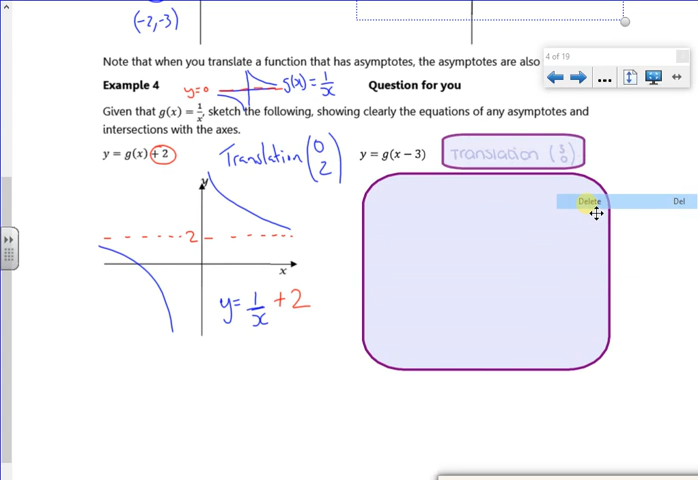 (-2,-3)
Note that when you translate a function that has asymptotes, the asymptotes are also
4 of 19
Example 4
y=0
g(x) = 1/x
Question for you
Given that g(x) = 1/x, sketch the following, showing clearly the equations of any asymptotes and
intersections with the axes.
y = g(x) + 2
Translation (0 2)
y = g(x − 3)
Translation (3 0)
Delete Del
y
2
x
y = 1/x + 2